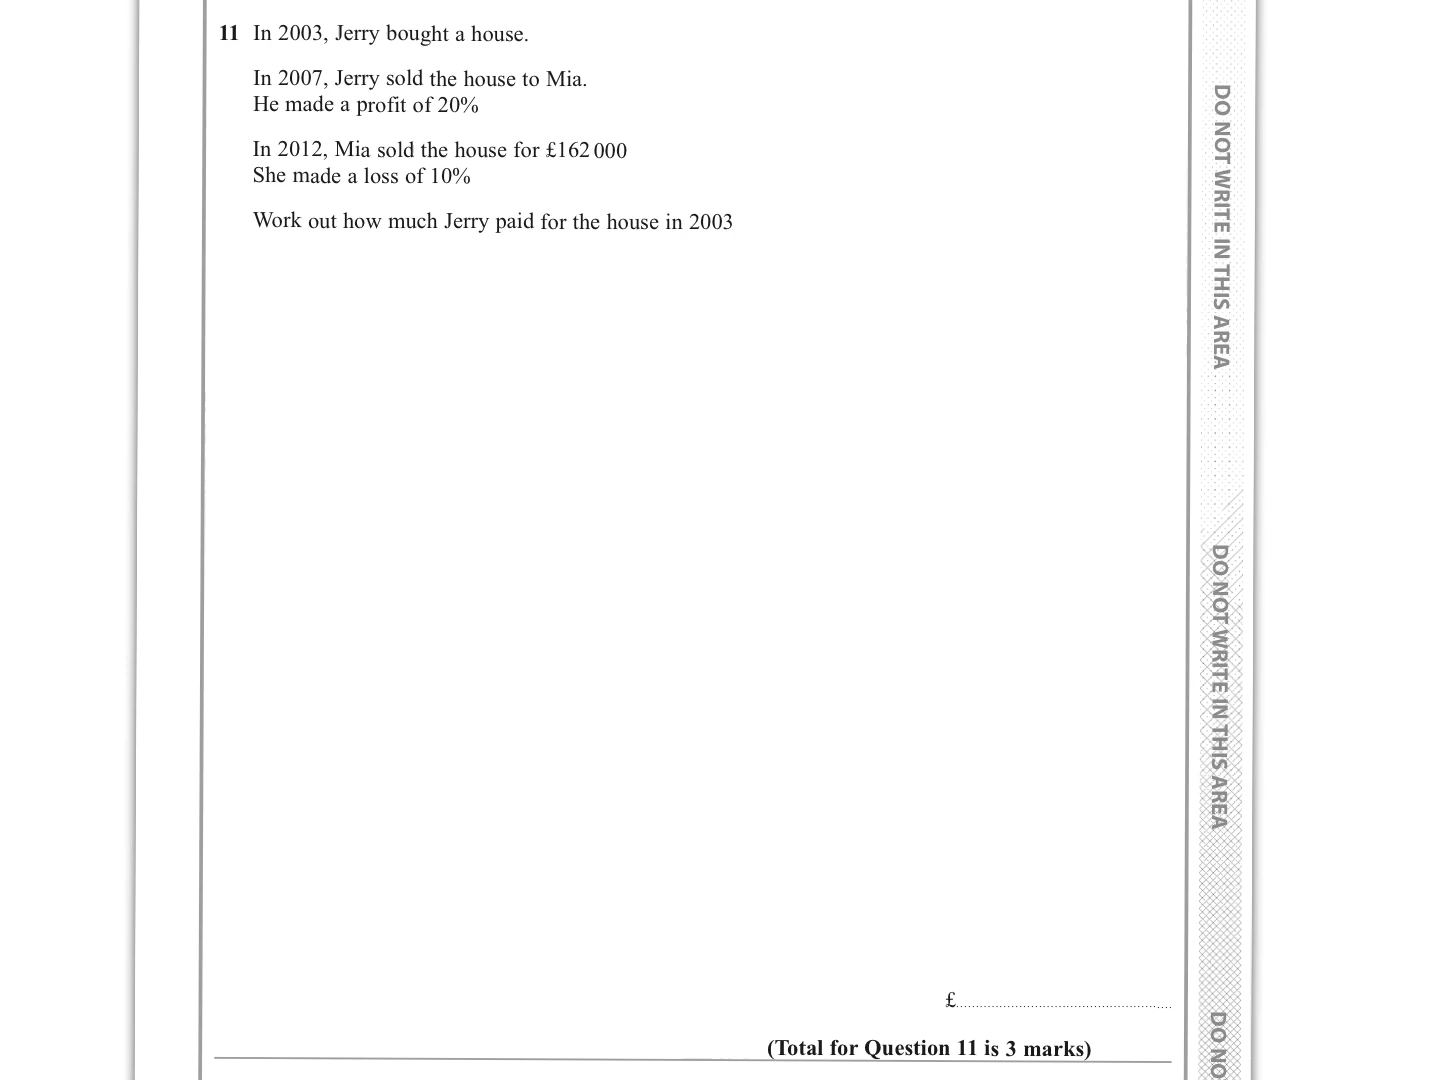 11 In 2003, Jerry bought a house.
In 2007, Jerry sold the house to Mia.
He made a profit of 20%
In 2012, Mia sold the house for £162 000
She made a loss of 10%
Work out how much Jerry paid for the house in 2003
£
(Total for Question 11 is 3 marks)
DO NOT WRITE IN THIS AREA
DO NOT WRITE IN THIS AREA
DO NO